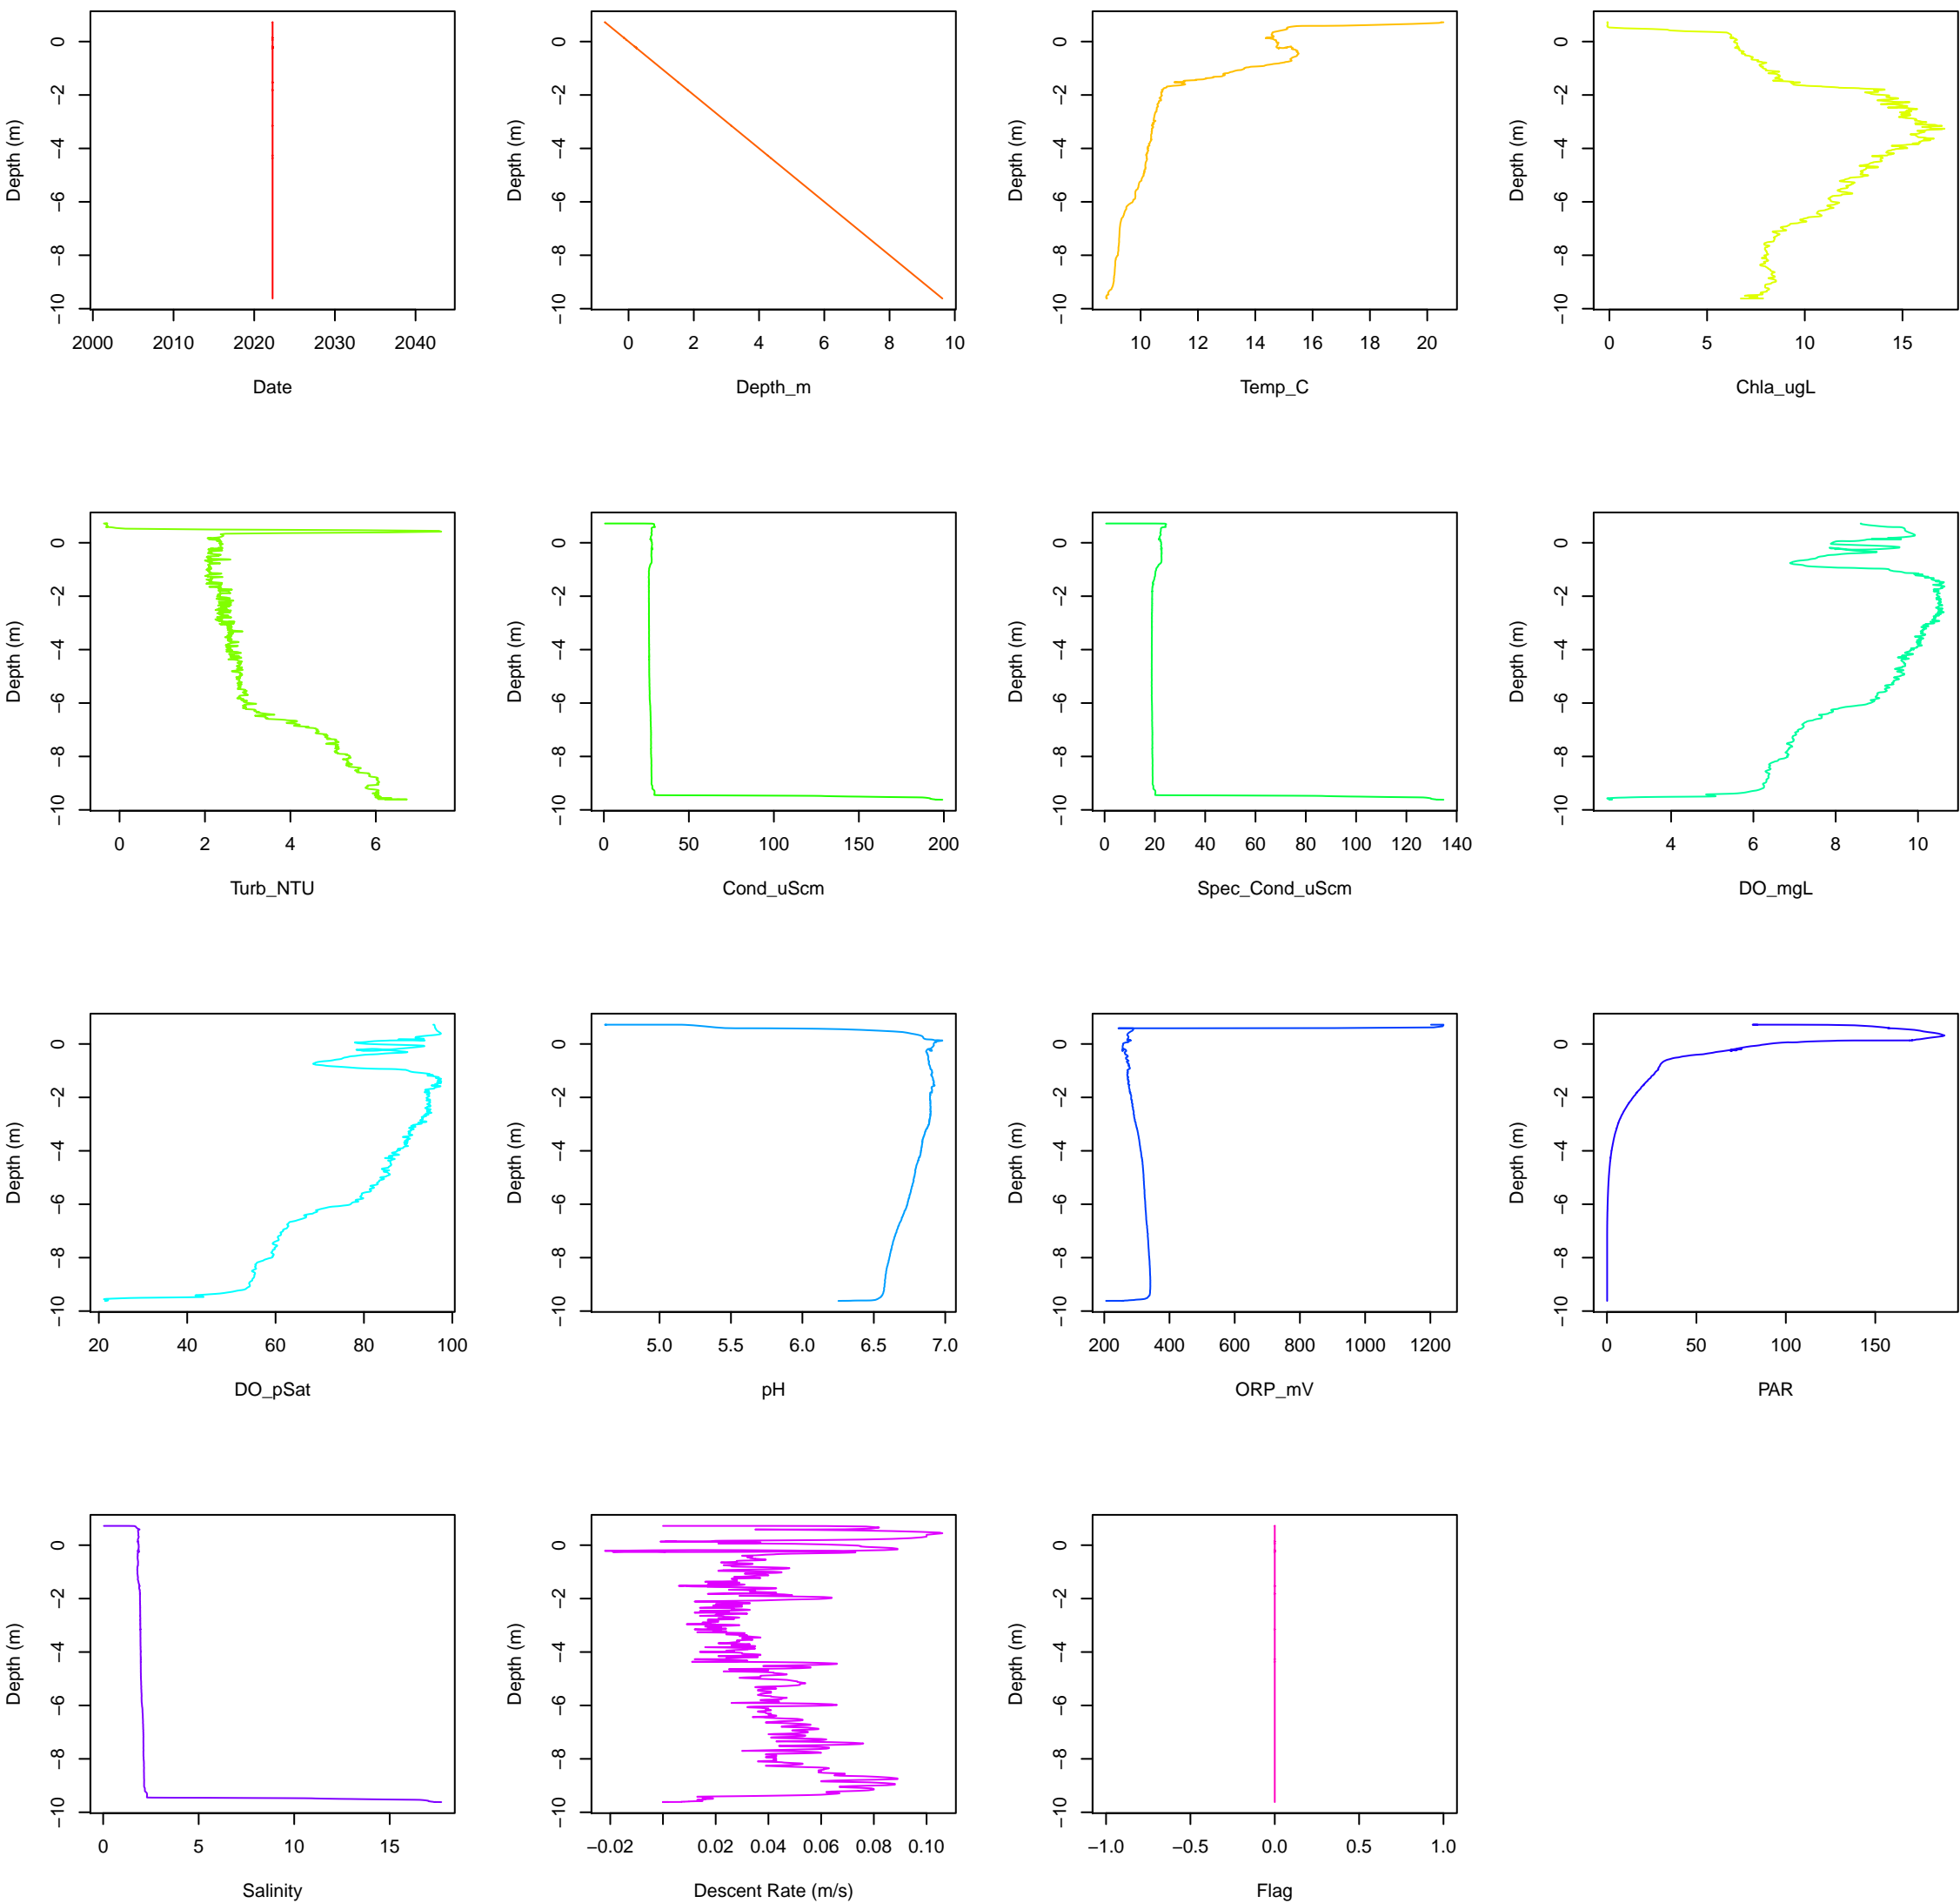 Depth (m)
0
−2
−4
−6
−8
−10
2000 2010 2020 2030 2040
Date
Depth (m)
0
−2
−4
−6
−8
−10
0 2 4 6 8 10
Depth_m
Depth (m)
0
−2
−4
−6
−8
−10
10 12 14 16 18 20
Temp_C
Depth (m)
0
−2
−4
−6
−8
−10
0 5 10 15
Chla_ugL
Depth (m)
0
−2
−4
−6
−8
−10
0 2 4 6
Turb_NTU
Depth (m)
0
−2
−4
−6
−8
−10
0 50 100 150 200
Cond_uScm
Depth (m)
0
−2
−4
−6
−8
−10
0 20 40 60 80 100 120 140
Spec_Cond_uScm
Depth (m)
0
−2
−4
−6
−8
−10
4 6 8 10
DO_mgL
Depth (m)
0
−2
−4
−6
−8
−10
20 40 60 80 100
DO_pSat
Depth (m)
0
−2
−4
−6
−8
−10
5.0 5.5 6.0 6.5 7.0
pH
Depth (m)
0
−2
−4
−6
−8
−10
200 400 600 800 1000 1200
ORP_mV
Depth (m)
0
−2
−4
−6
−8
−10
0 50 100 150
PAR
Depth (m)
0
−2
−4
−6
−8
−10
0 5 10 15
Salinity
Depth (m)
0
−2
−4
−6
−8
−10
−0.02 0.02 0.04 0.06 0.08 0.10
Descent Rate (m/s)
Depth (m)
0
−2
−4
−6
−8
−10
−1.0 −0.5 0.0 0.5 1.0
Flag